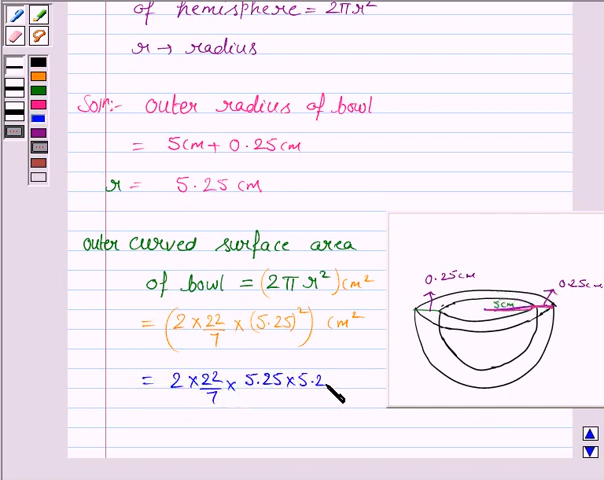 of hemisphere = 2πr²
r → radius
Soln:- outer radius of bowl
= 5cm + 0.25cm
r = 5.25 cm
outer curved surface area
of bowl = (2πr²) cm²
= (2 × 22/7 × (5.25)²) cm²
= 2 × 22/7 × 5.25 × 5.2
0.25cm
0.25cm
5cm